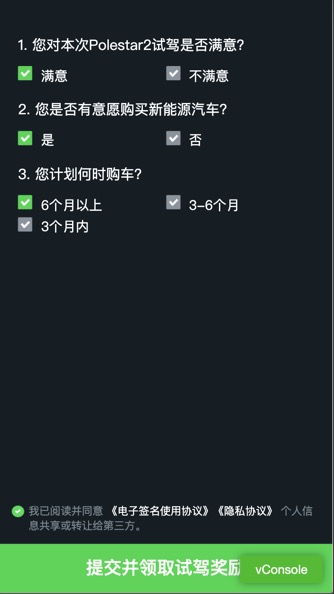 1. 您对本次Polestar2试驾是否满意?
满意 不满意
2. 您是否有意愿购买新能源汽车?
是 否
3. 您计划何时购车?
6个月以上 3-6个月
3个月内
我已阅读并同意 《电子签名使用协议》《隐私协议》 个人信
息共享或转让给第三方。
提交并领取试驾奖励 vConsole